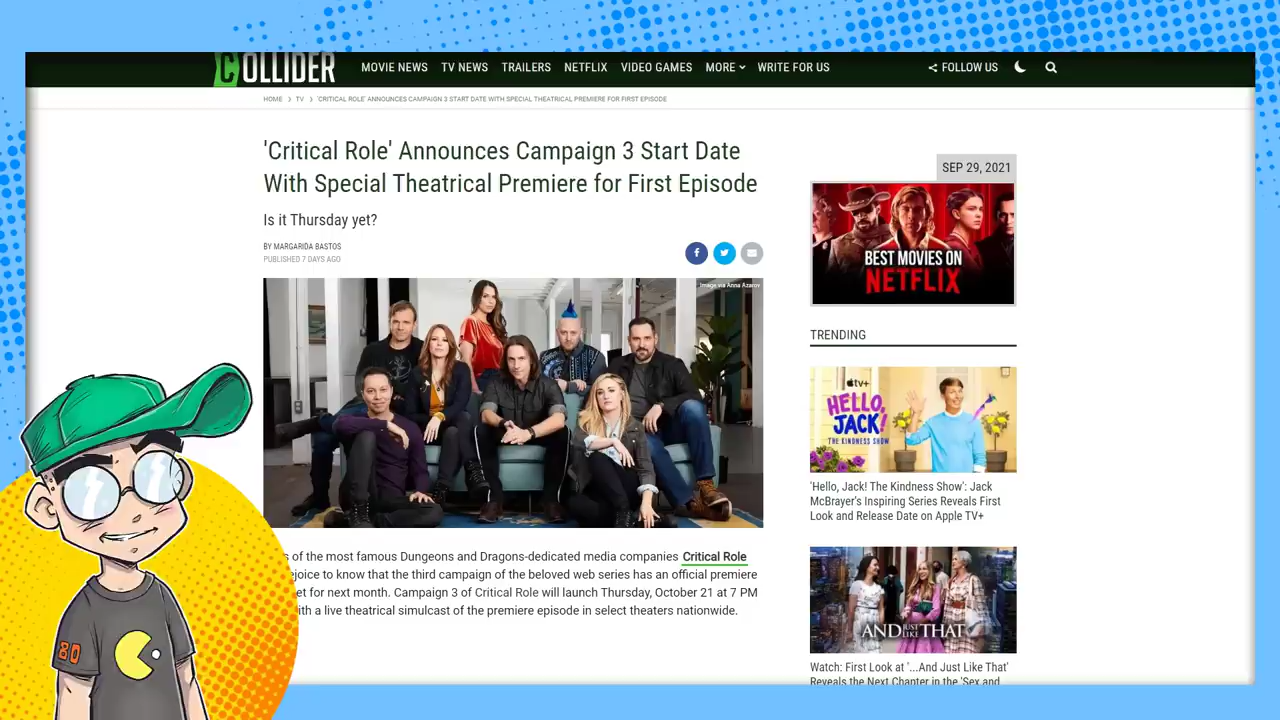 COLLIDER
MOVIE NEWS TV NEWS TRAILERS NETFLIX VIDEO GAMES MORE WRITE FOR US FOLLOW US
HOME > TV > 'CRITICAL ROLE' ANNOUNCES CAMPAIGN 3 START DATE WITH SPECIAL THEATRICAL PREMIERE FOR FIRST EPISODE
'Critical Role' Announces Campaign 3 Start Date
With Special Theatrical Premiere for First Episode
Is it Thursday yet?
BY MARGARIDA BASTOS
PUBLISHED 7 DAYS AGO
Image via Anna Azarov
of the most famous Dungeons and Dragons-dedicated media companies Critical Role
ejoice to know that the third campaign of the beloved web series has an official premiere
et for next month. Campaign 3 of Critical Role will launch Thursday, October 21 at 7 PM
ith a live theatrical simulcast of the premiere episode in select theaters nationwide.
SEP 29, 2021
BEST MOVIES ON
NETFLIX
TRENDING
tv+
HELLO,
JACK!
THE KINDNESS SHOW
'Hello, Jack! The Kindness Show': Jack
McBrayer's Inspiring Series Reveals First
Look and Release Date on Apple TV+
AND JUST LIKE THAT
Watch: First Look at '...And Just Like That'
Reveals the Next Chapter in the 'Sex and
80